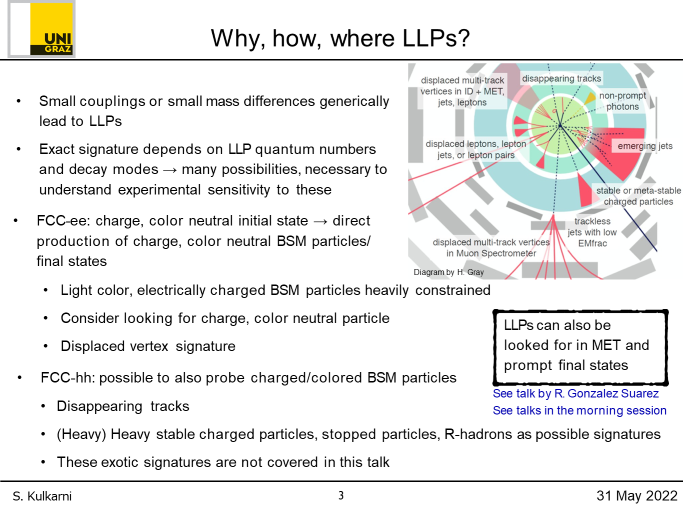 UNI
GRAZ
Why, how, where LLPs?
• Small couplings or small mass differences generically
lead to LLPs
• Exact signature depends on LLP quantum numbers
and decay modes → many possibilities, necessary to
understand experimental sensitivity to these
• FCC-ee: charge, color neutral initial state → direct
production of charge, color neutral BSM particles/
final states
• Light color, electrically charged BSM particles heavily constrained
• Consider looking for charge, color neutral particle
• Displaced vertex signature
• FCC-hh: possible to also probe charged/colored BSM particles
• Disappearing tracks
• (Heavy) Heavy stable charged particles, stopped particles, R-hadrons as possible signatures
• These exotic signatures are not covered in this talk
displaced multi-track
vertices in ID + MET,
jets, leptons
disappearing tracks
non-prompt
photons
displaced leptons, lepton
jets, or lepton pairs
emerging jets
stable or meta-stable
charged particles
trackless
jets with low
EMfrac
displaced multi-track vertices
in Muon Spectrometer
Diagram by H. Gray
LLPs can also be
looked for in MET and
prompt final states
See talk by R. Gonzalez Suarez
See talks in the morning session
S. Kulkarni
3
31 May 2022